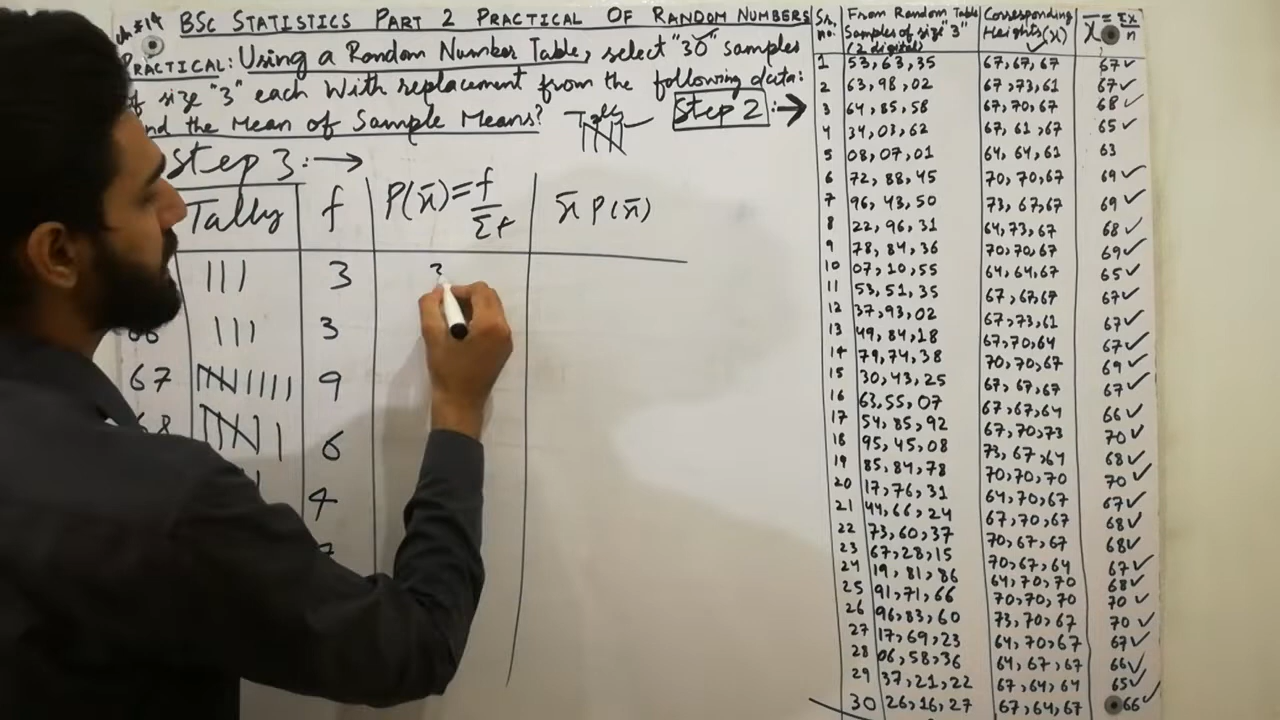 BSC STATISTICS PART 2 PRACTICAL OF RANDOM NUMBERS
PRACTICAL: Using a Random Number Table, select "30" samples
of size "3" each With replacement from the following data:
nd the Mean of Sample Means?
Step 2:→
Step 3:→
Tally f P(x̄)=f/Σf x̄ P(x̄)
||| 3 3
66 ||| 3
67 9
68 6
4
Sr. no. From Random Table Samples of size "3" (2 digital) Corresponding Heights (x) x̄ = Σx/n
1 53,63,35 67,67,67 67✓
2 63,98,02 67,73,61 67✓
3 64,85,58 67,70,67 68✓
4 34,03,62 67,61,67 65✓
5 08,07,01 64,64,61 63
6 72,88,45 70,70,67 69✓
7 96,43,50 73,67,67 69✓
8 22,96,31 64,73,67 68✓
9 78,84,36 70,70,67 69✓
10 07,10,55 64,64,67 65✓
11 53,51,35 67,67,67 67✓
12 37,93,02 67,73,61 67✓
13 49,84,18 67,70,64 67✓
14 79,74,38 70,70,67 69✓
15 30,43,25 67,67,67 67✓
16 63,55,07 67,67,64 66✓
17 54,85,92 67,70,73 70✓
18 95,45,08 73,67,64 68✓
19 85,84,78 70,70,70 70✓
20 17,76,31 64,70,67 67✓
21 44,66,24 67,70,67 68✓
22 73,60,37 70,67,67 68✓
23 67,28,15 70,67,64 67✓
24 19,81,86 64,70,70 68✓
25 91,71,66 70,70,70 70✓
26 96,83,60 73,70,67 70✓
27 17,69,23 64,70,67 67✓
28 06,58,36 64,67,67 66✓
29 37,21,22 67,64,64 65✓
30 26,16,27 67,64,67 66✓